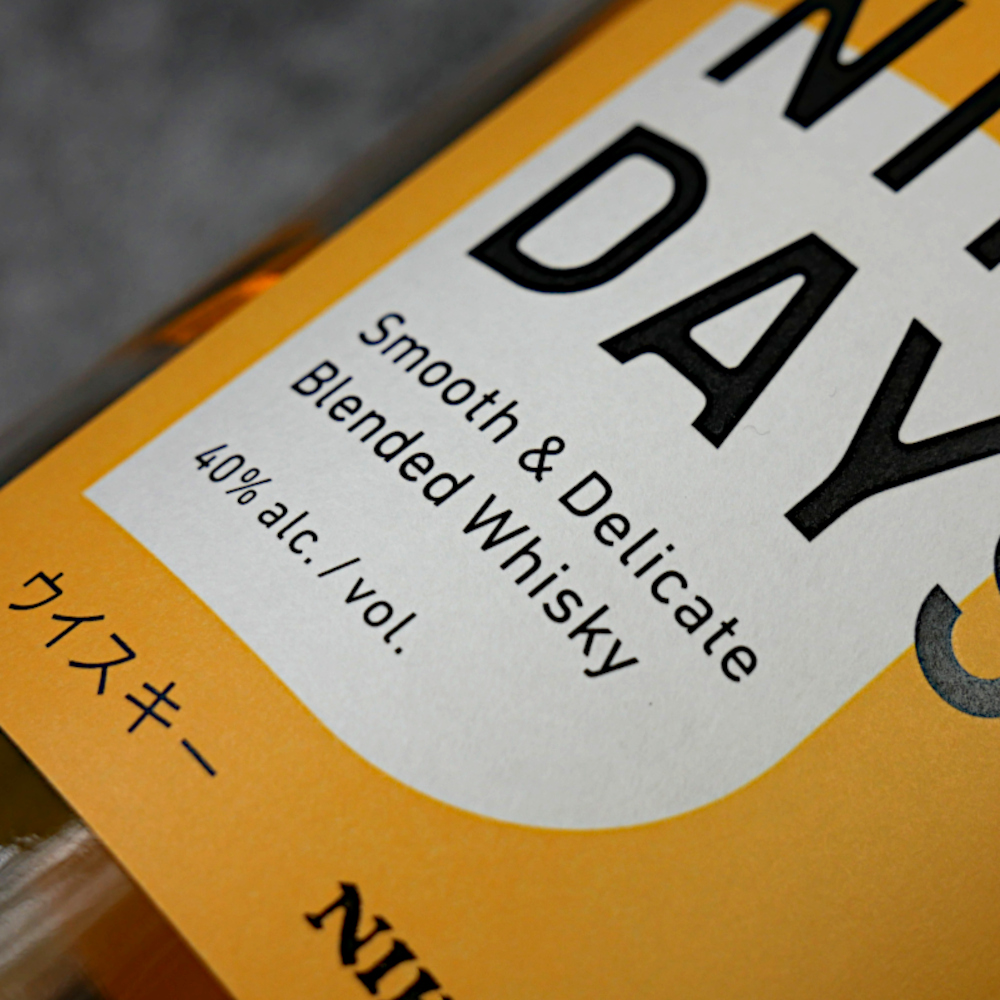 DAYS
Smooth & Delicate
Blended Whisky
40% alc. / vol.
ウイスキー